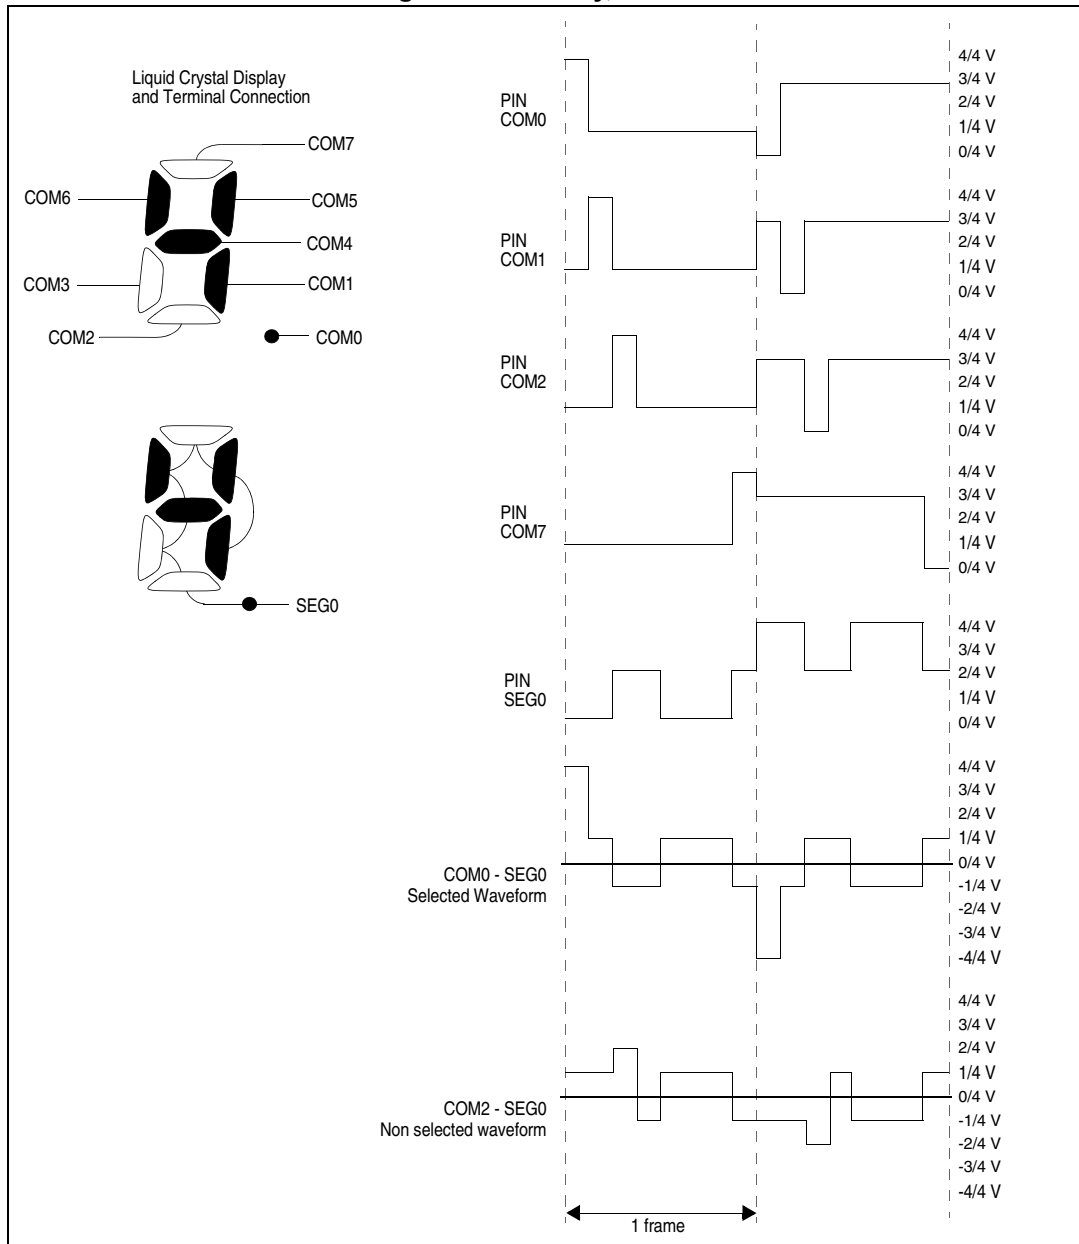 Liquid Crystal Display
and Terminal Connection
COM7
COM6
COM5
COM4
COM3
COM1
COM2
COM0
SEG0
PIN
COM0
4/4 V
3/4 V
2/4 V
1/4 V
0/4 V
PIN
COM1
4/4 V
3/4 V
2/4 V
1/4 V
0/4 V
PIN
COM2
4/4 V
3/4 V
2/4 V
1/4 V
0/4 V
PIN
COM7
4/4 V
3/4 V
2/4 V
1/4 V
0/4 V
PIN
SEG0
4/4 V
3/4 V
2/4 V
1/4 V
0/4 V
COM0 - SEG0
Selected Waveform
4/4 V
3/4 V
2/4 V
1/4 V
0/4 V
-1/4 V
-2/4 V
-3/4 V
-4/4 V
COM2 - SEG0
Non selected waveform
4/4 V
3/4 V
2/4 V
1/4 V
0/4 V
-1/4 V
-2/4 V
-3/4 V
-4/4 V
1 frame